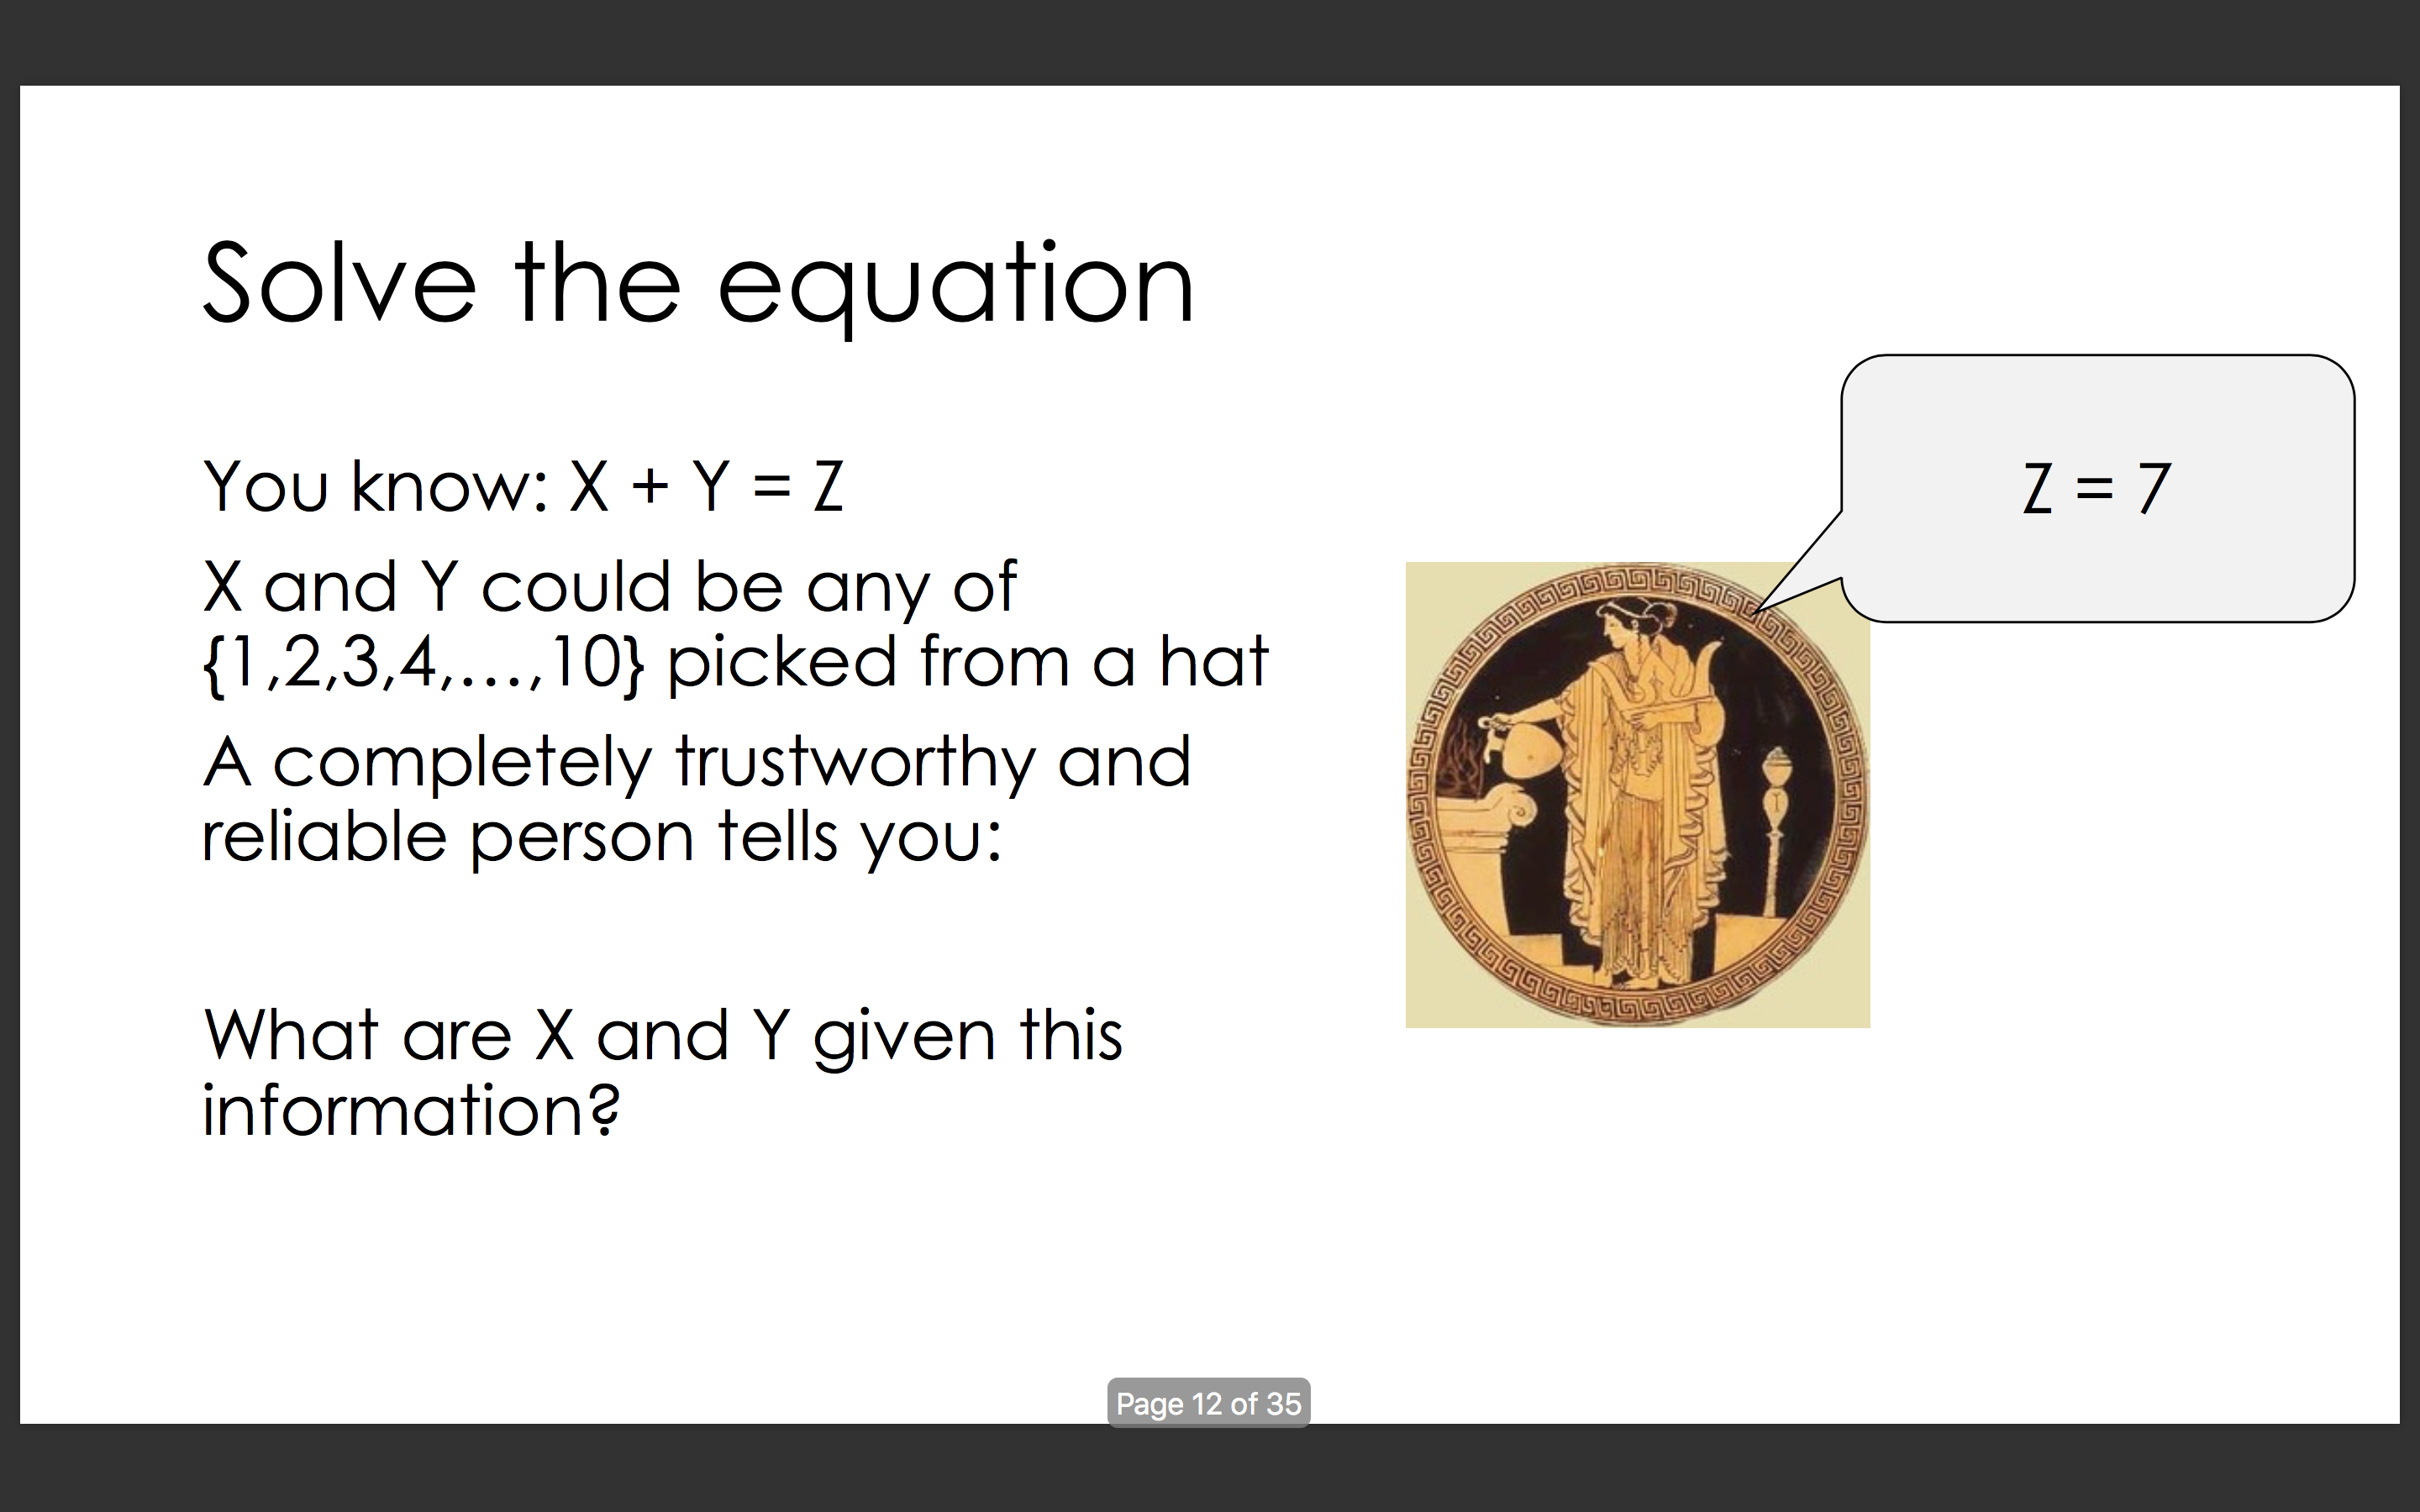 Solve the equation
You know: X + Y = Z
X and Y could be any of
{1,2,3,4,...,10} picked from a hat
A completely trustworthy and
reliable person tells you:
Z = 7
What are X and Y given this
information?
Page 12 of 35